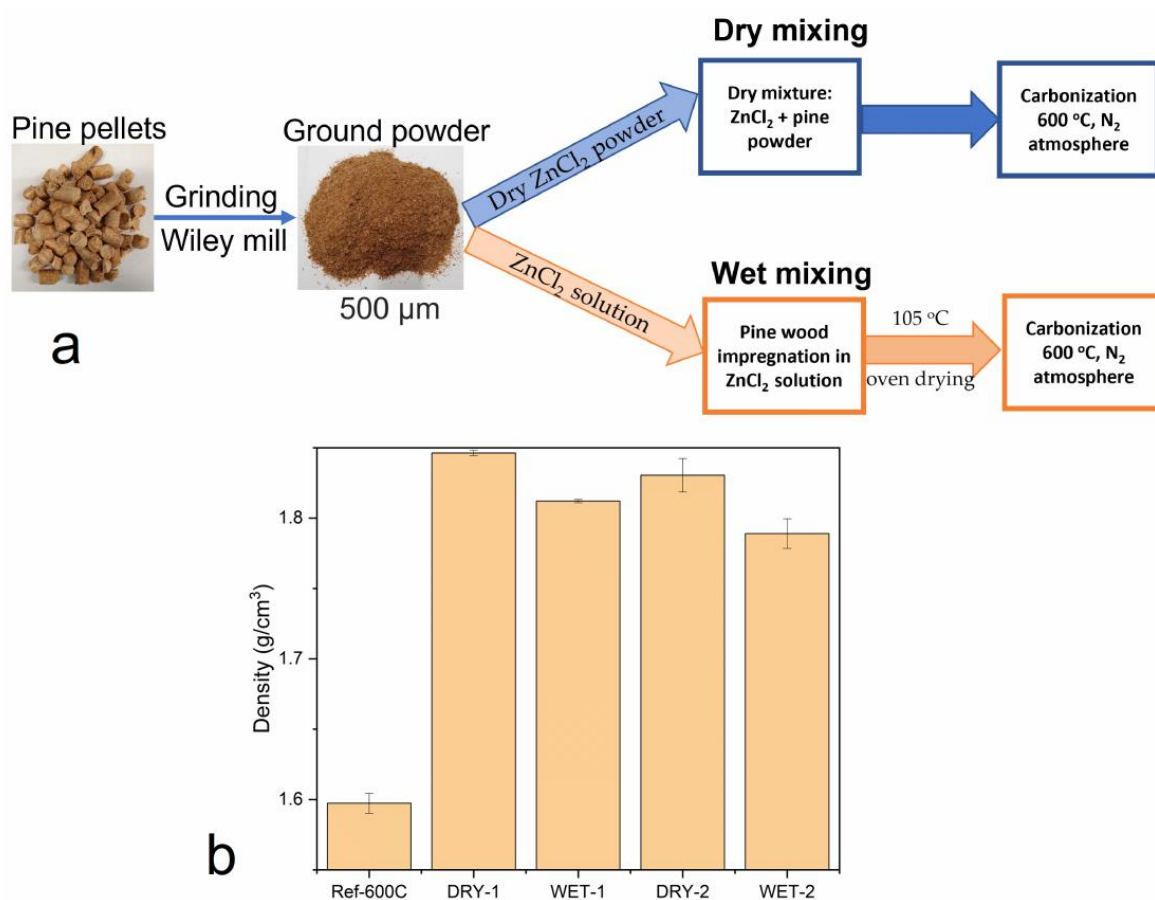 Pine pellets
Grinding
Wiley mill
Ground powder
500 µm
a
Dry ZnCl₂ powder
ZnCl₂ solution
Dry mixing
Dry mixture:
ZnCl₂ + pine
powder
Carbonization
600 °C, N₂
atmosphere
Wet mixing
Pine wood
impregnation in
ZnCl₂ solution
105 °C
oven drying
Carbonization
600 °C, N₂
atmosphere
b
Density (g/cm³)
1.8
1.7
1.6
Ref-600C
DRY-1
WET-1
DRY-2
WET-2